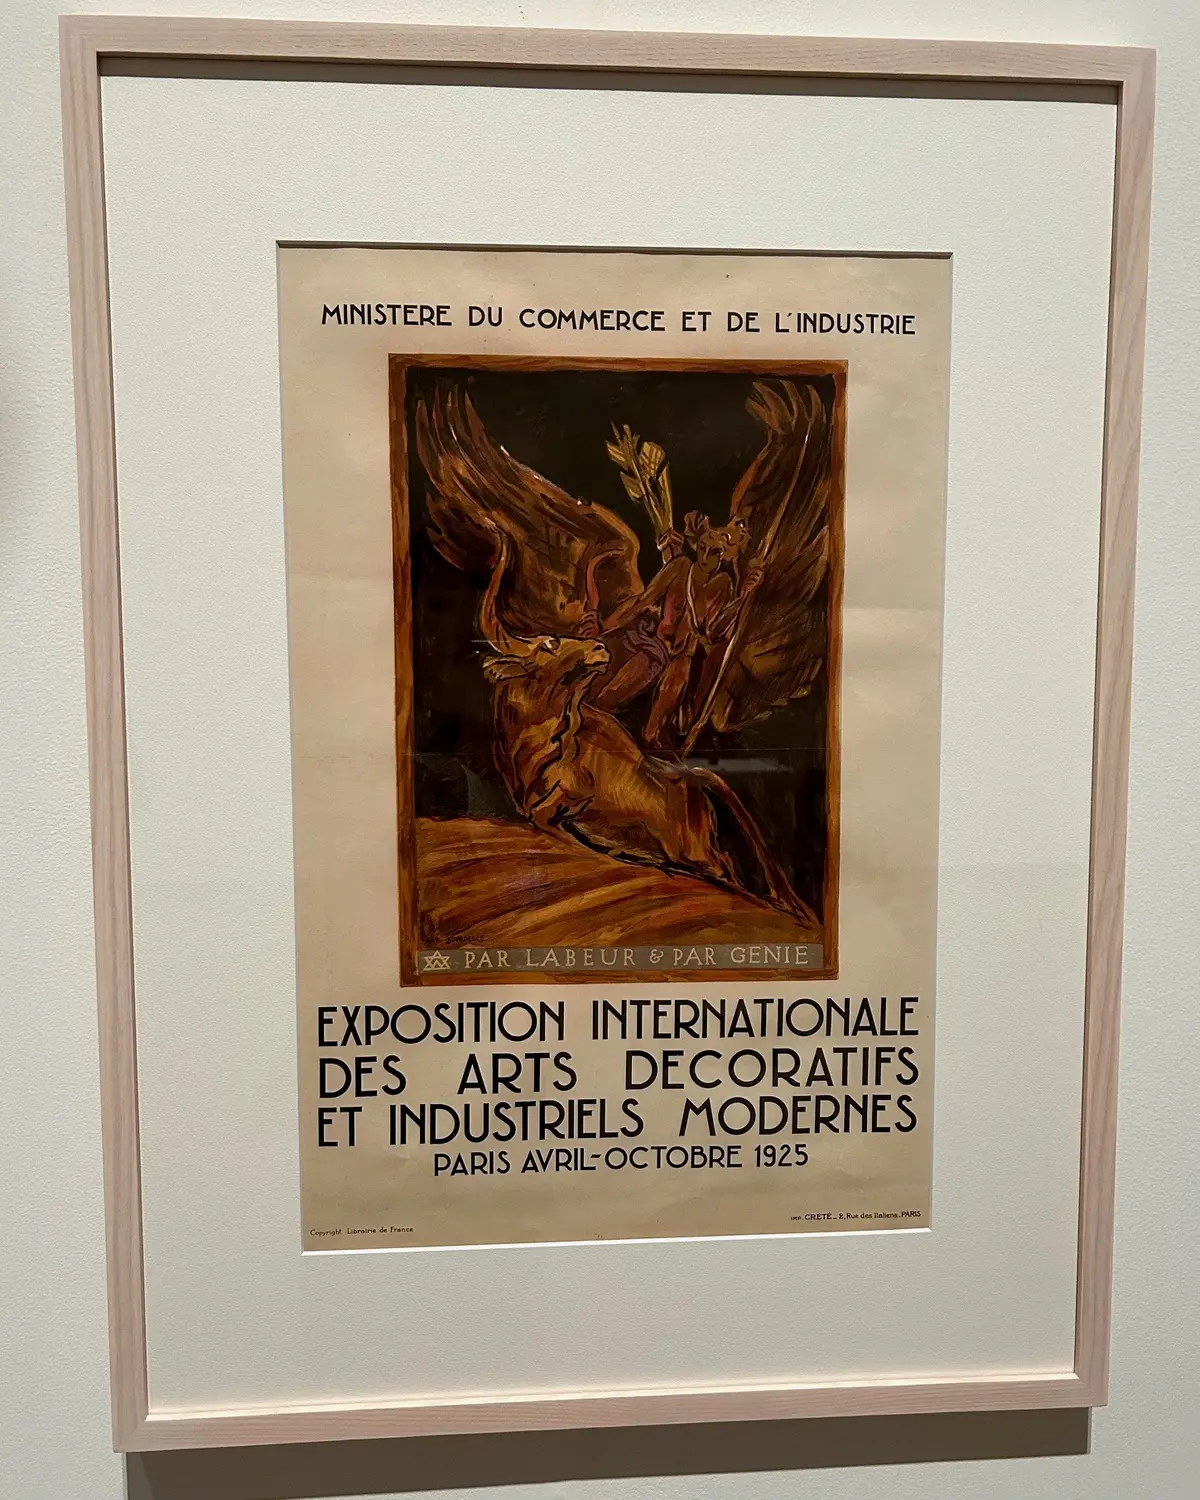 MINISTERE DU COMMERCE ET DE L'INDUSTRIE
BOURDELLE
PAR LABEUR & PAR GENIE
EXPOSITION INTERNATIONALE
DES ARTS DECORATIFS
ET INDUSTRIELS MODERNES
PARIS AVRIL-OCTOBRE 1925
IMP. CRÉTÉ - 2, Rue des Italiens - PARIS
Copyright Librairie de France